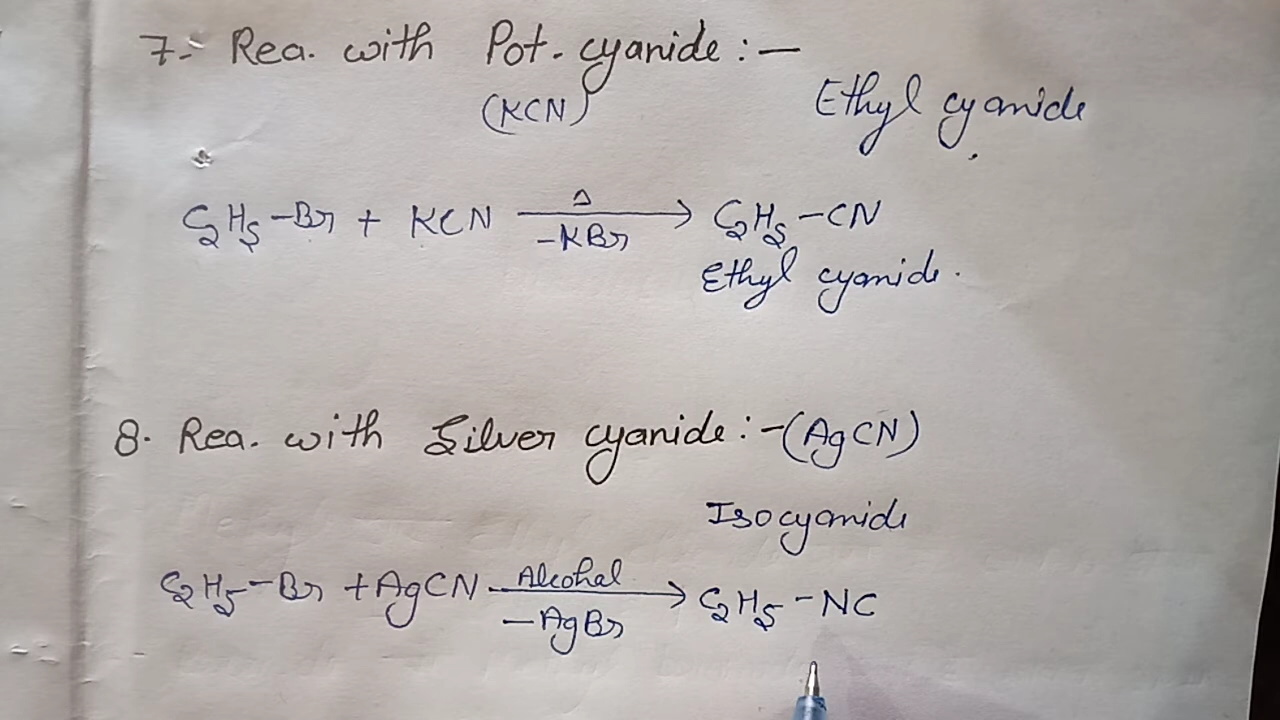 7- Rea. with Pot. cyanide :—
(KCN)
Ethyl cyanide
C2H5-Br + KCN Δ -KBr → C2H5-CN
Ethyl cyanide.
8. Rea. with Silver cyanide :-(AgCN)
Isocyanide
C2H5-Br + AgCN Alcohal -AgBr → C2H5-NC